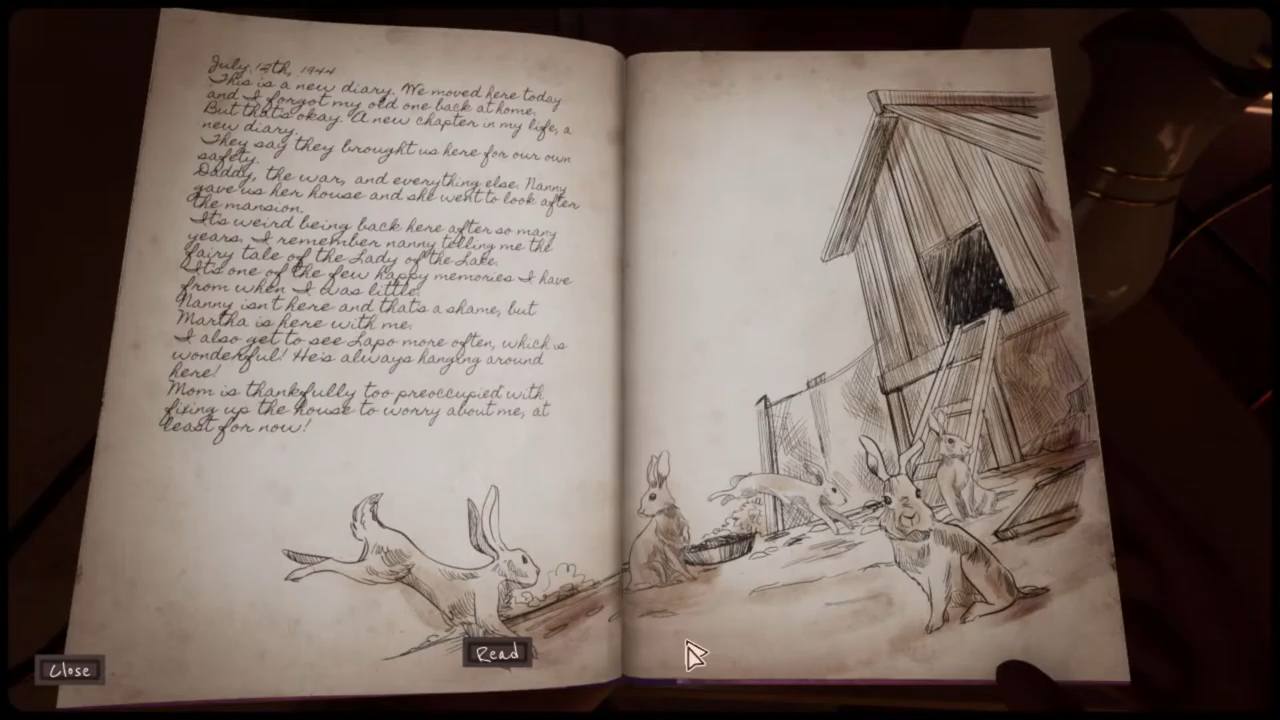 July 12th, 1944
This is a new diary. We moved here today
and I forgot my old one back at home.
But that's okay. A new chapter in my life, a
new diary.
They say they brought us here for our own
safety.
Daddy, the war, and everything else. Nanny
gave us her house and she went to look after
the mansion.
It's weird being back here after so many
years. I remember nanny telling me the
fairy tale of the Lady of the Lake.
It's one of the few happy memories I have
from when I was little.
Nanny isn't here and that's a shame, but
Martha is here with me.
I also get to see Lapo more often, which is
wonderful! He's always hanging around
here!
Mom is thankfully too preoccupied with
fixing up the house to worry about me, at
least for now!
Read
Close